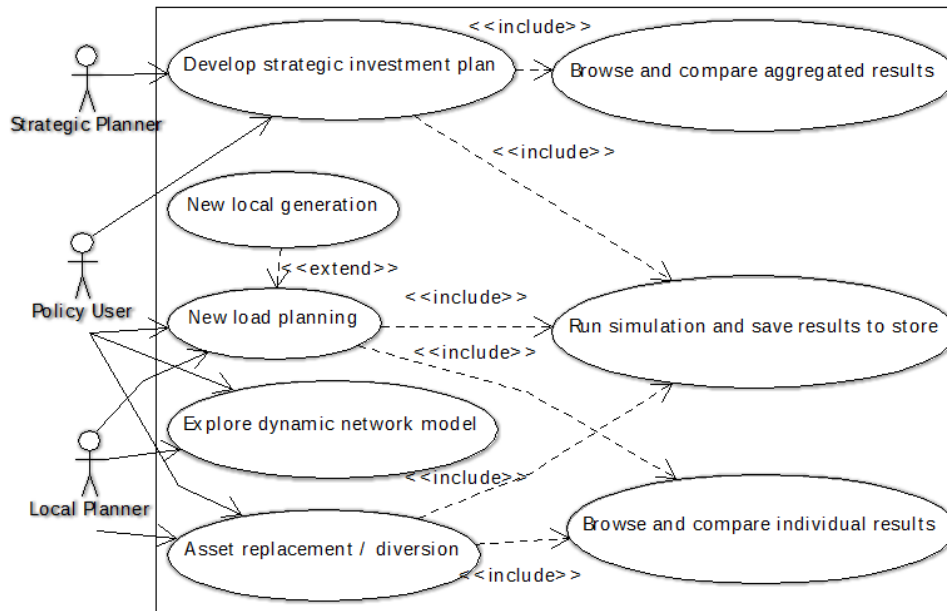 <<include>>
Develop strategic investment plan
Browse and compare aggregated results
Strategic Planner
<<include>>
New local generation
<<extend>>
Policy User
<<include>>
New load planning
Run simulation and save results to store
<<include>>
Explore dynamic network model
<<include>>
Local Planner
Browse and compare individual results
Asset replacement / diversion
<<include>>